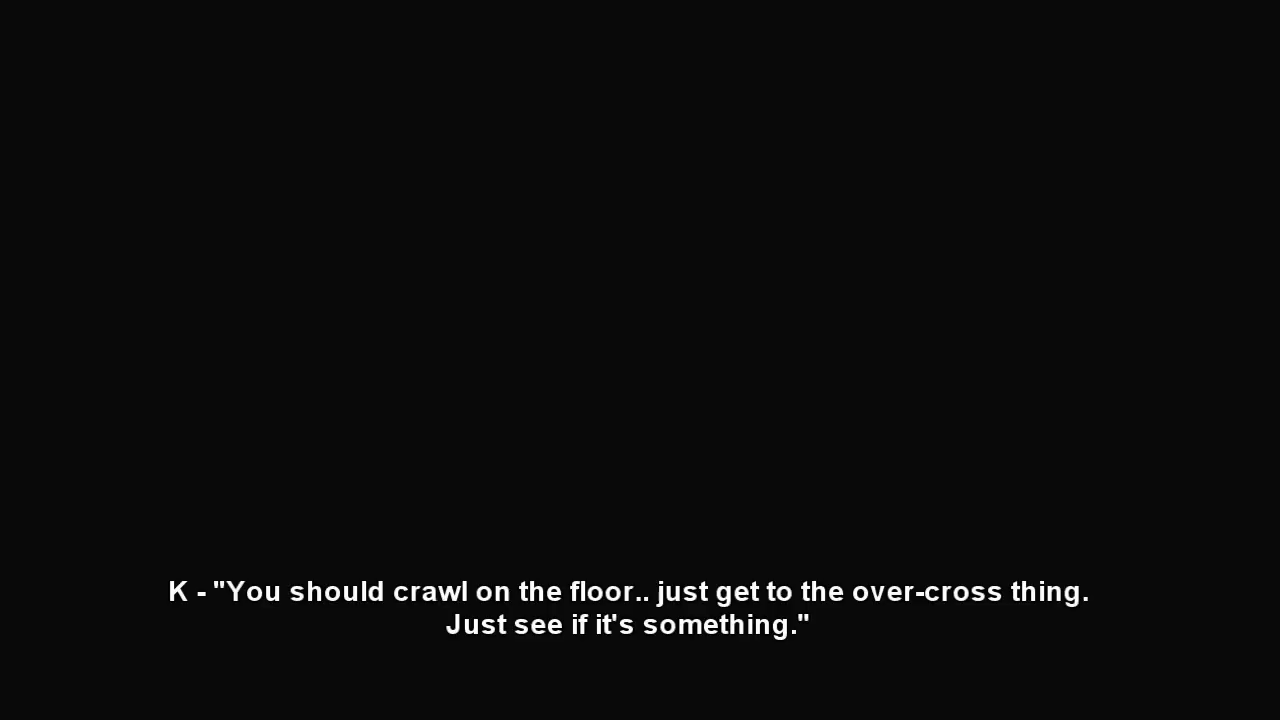 K - "You should crawl on the floor.. just get to the over-cross thing.
Just see if it's something."